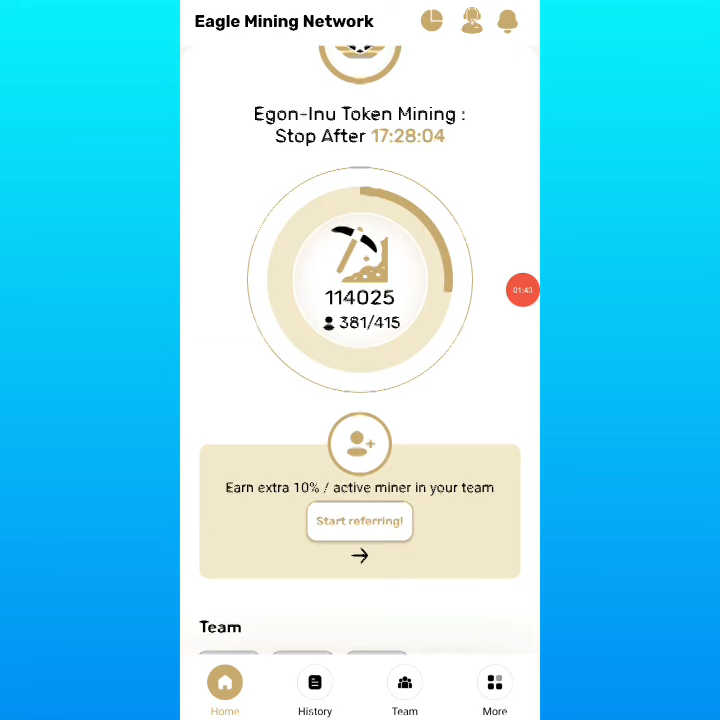 Eagle Mining Network
Egon-Inu Token Mining :
Stop After 17:28:04
114025
381/415
01:43
Earn extra 10% / active miner in your team
Start referring!
Team
Home
History
Team
More